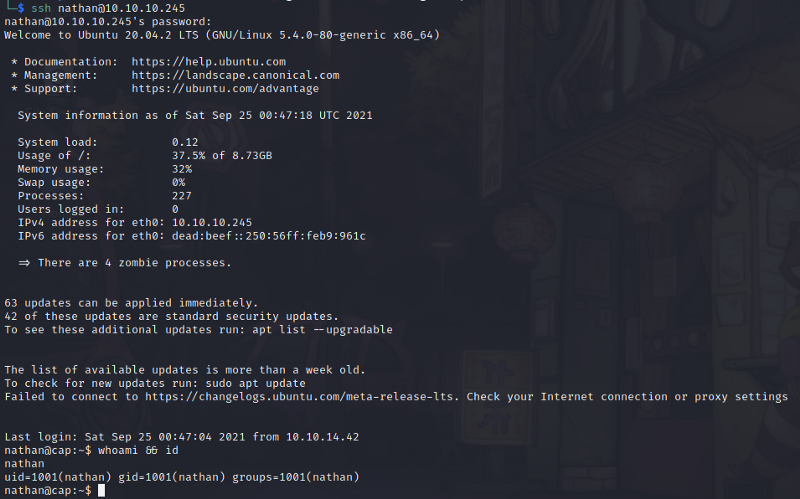 └─$ ssh nathan@10.10.10.245
nathan@10.10.10.245's password:
Welcome to Ubuntu 20.04.2 LTS (GNU/Linux 5.4.0-80-generic x86_64)
* Documentation: https://help.ubuntu.com
* Management: https://landscape.canonical.com
* Support: https://ubuntu.com/advantage
System information as of Sat Sep 25 00:47:18 UTC 2021
System load: 0.12
Usage of /: 37.5% of 8.73GB
Memory usage: 32%
Swap usage: 0%
Processes: 227
Users logged in: 0
IPv4 address for eth0: 10.10.10.245
IPv6 address for eth0: dead:beef::250:56ff:feb9:961c
=> There are 4 zombie processes.
63 updates can be applied immediately.
42 of these updates are standard security updates.
To see these additional updates run: apt list --upgradable
The list of available updates is more than a week old.
To check for new updates run: sudo apt update
Failed to connect to https://changelogs.ubuntu.com/meta-release-lts. Check your Internet connection or proxy settings
Last login: Sat Sep 25 00:47:04 2021 from 10.10.14.42
nathan@cap:~$ whoami && id
nathan
uid=1001(nathan) gid=1001(nathan) groups=1001(nathan)
nathan@cap:~$